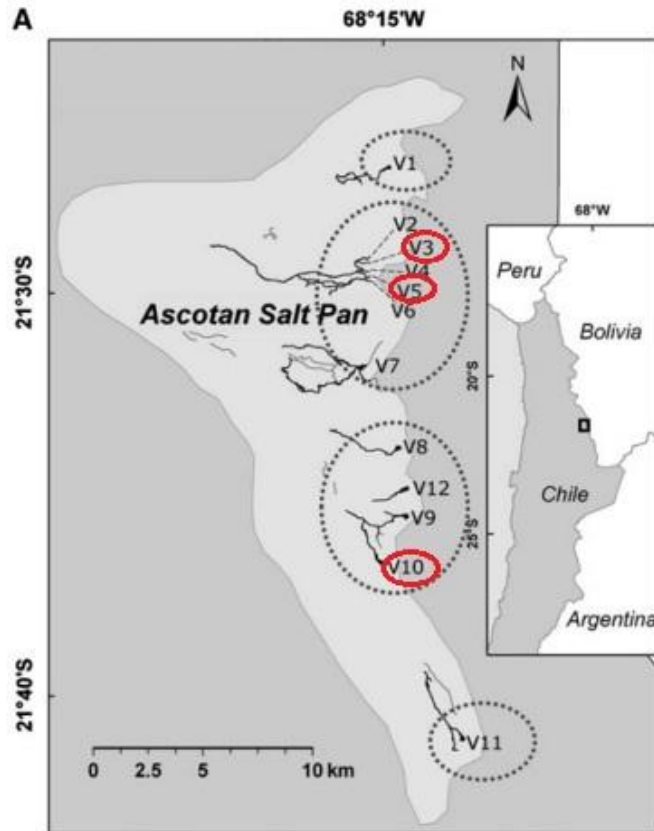 A
68°15'W
N
V1
V2
V3
V4
V5
V6
21°30'S
Ascotan Salt Pan
V7
V8
V12
V9
V10
21°40'S
V11
0 2.5 5 10 km
68°W
Peru
Bolivia
20°S
Chile
25°S
Argentina